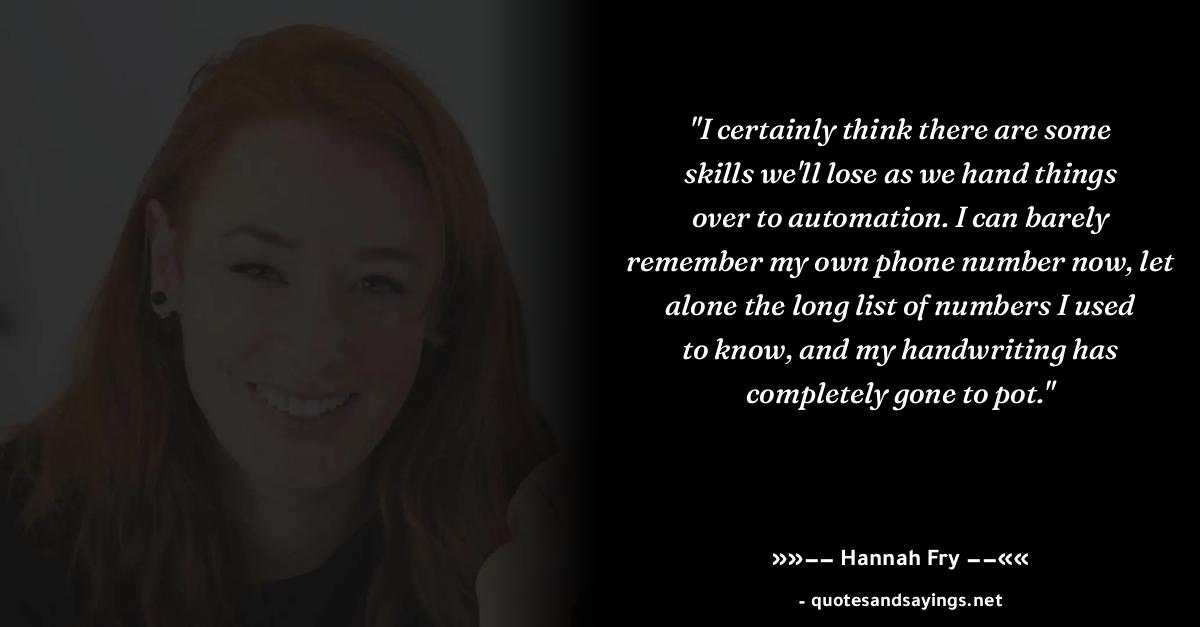 "I certainly think there are some
skills we'll lose as we hand things
over to automation. I can barely
remember my own phone number now, let
alone the long list of numbers I used
to know, and my handwriting has
completely gone to pot."
»»−− Hannah Fry −−««
- quotesandsayings.net